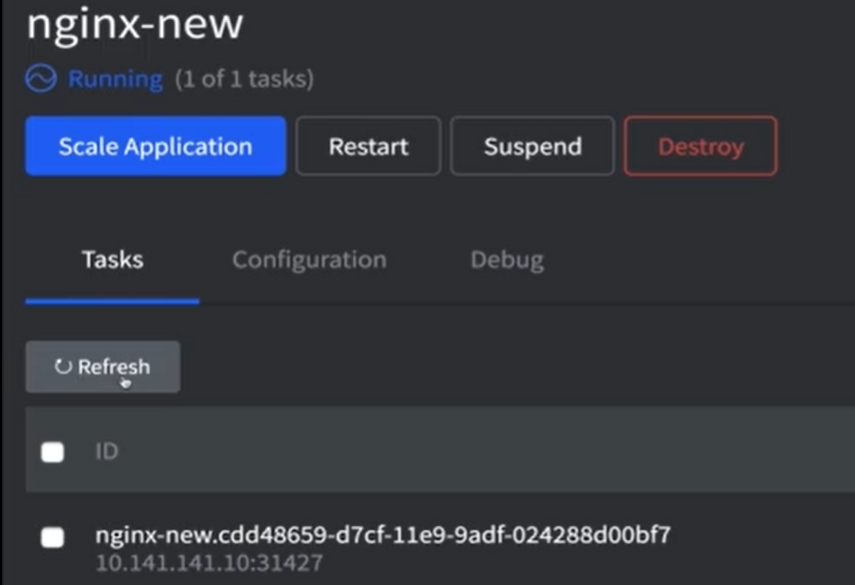 nginx-new
Running (1 of 1 tasks)
Scale Application Restart Suspend Destroy
Tasks Configuration Debug
Refresh
ID
nginx-new.cdd48659-d7cf-11e9-9adf-024288d00bf7
10.141.141.10:31427